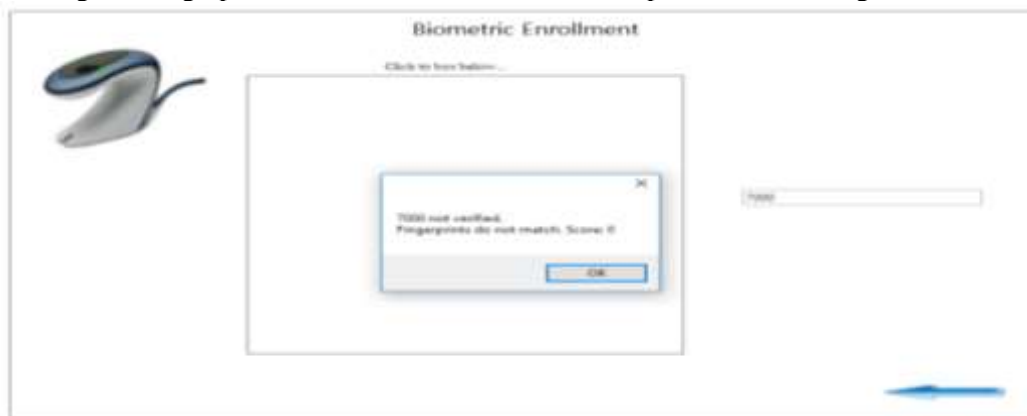 Biometric Enrollment
Click to box below...
7000 not verified.
Fingerprints do not match. Score: 0
OK
7000